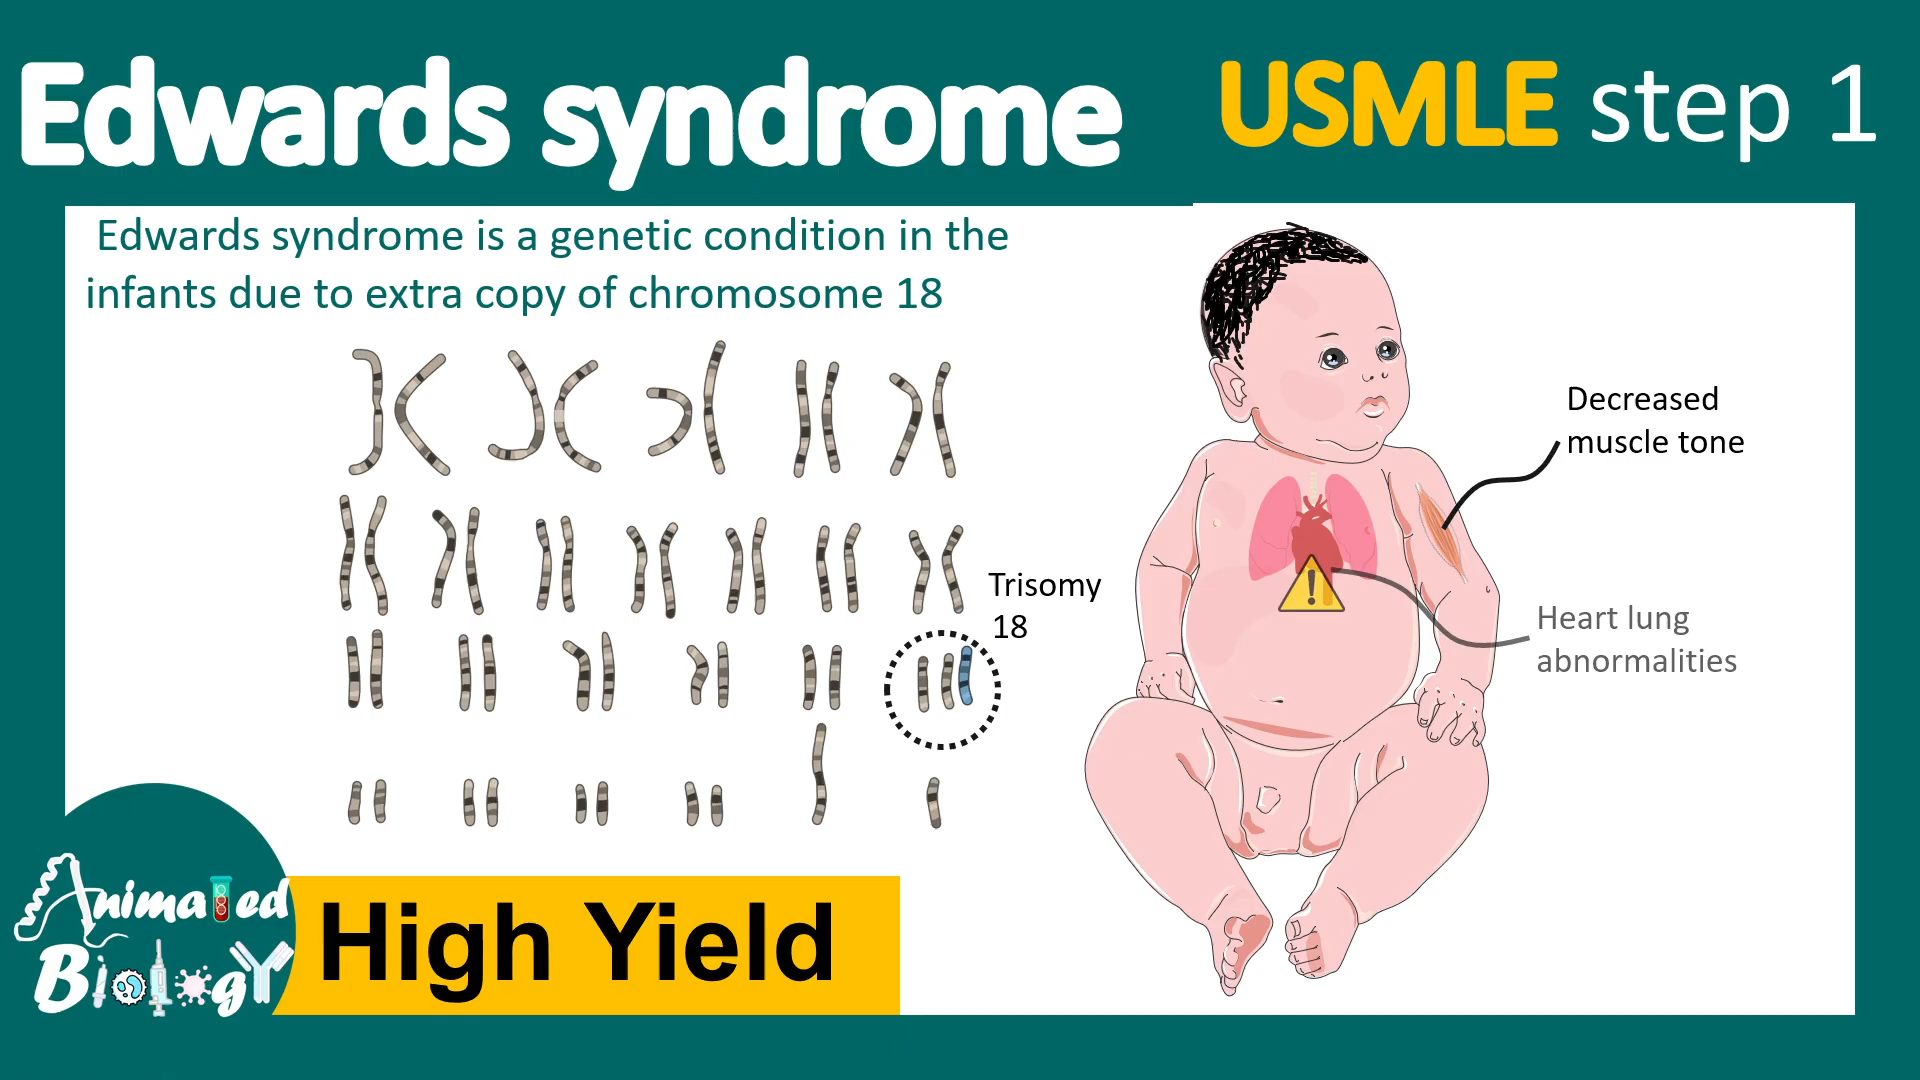 Edwards syndrome
USMLE step 1
Edwards syndrome is a genetic condition in the
infants due to extra copy of chromosome 18
Trisomy
18
Decreased
muscle tone
Heart lung
abnormalities
Animated
Biology
High Yield